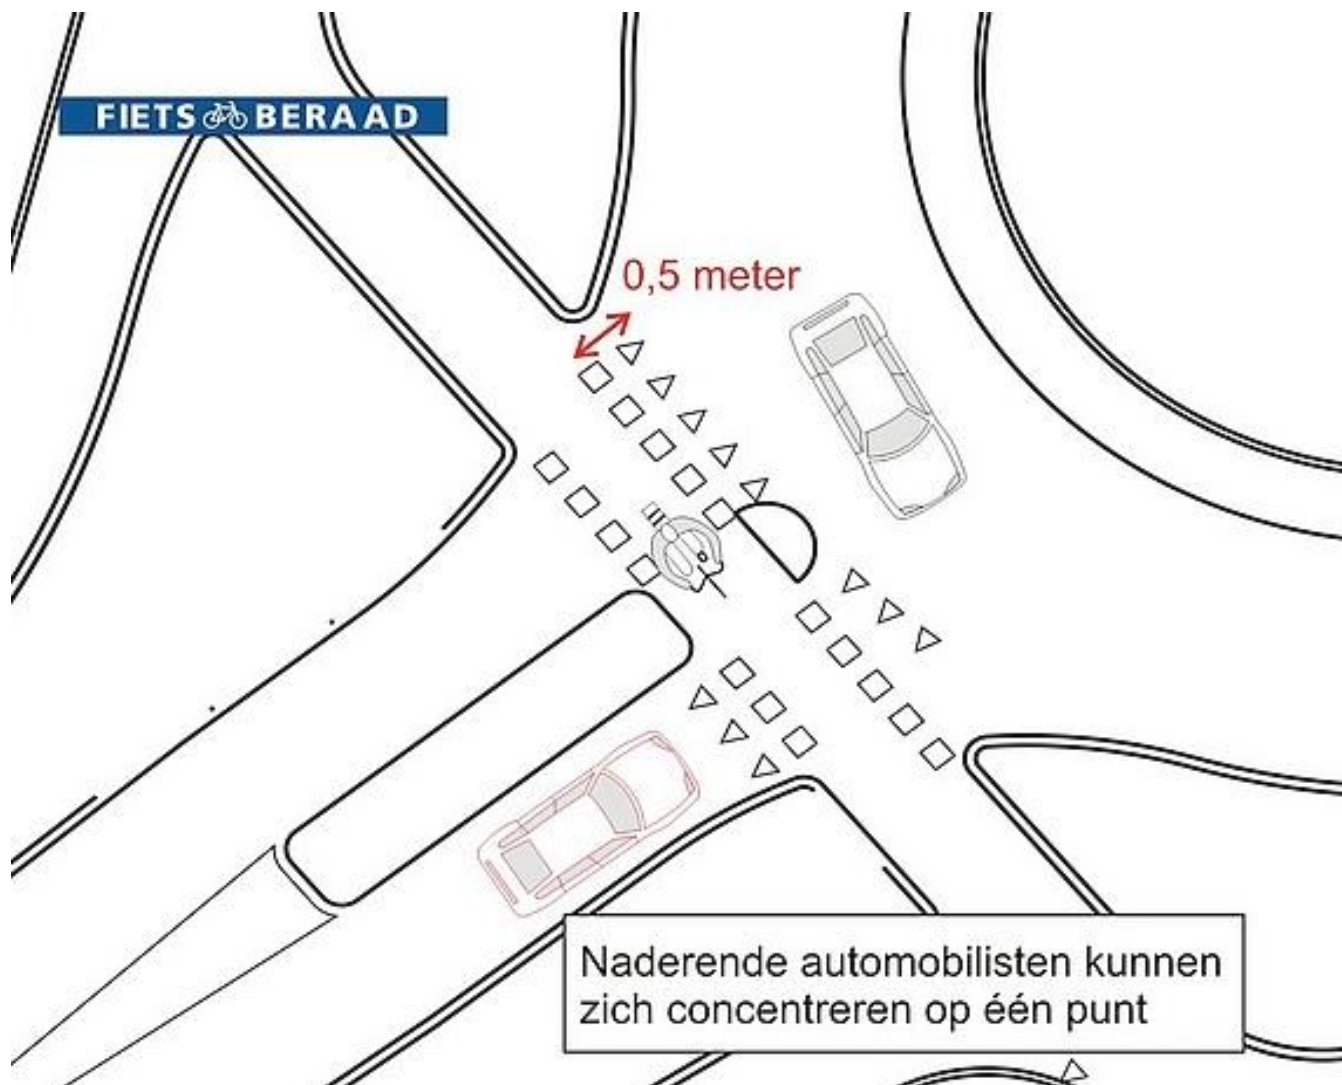 FIETS BERAAD
0,5 meter
Naderende automobilisten kunnen
zich concentreren op één punt